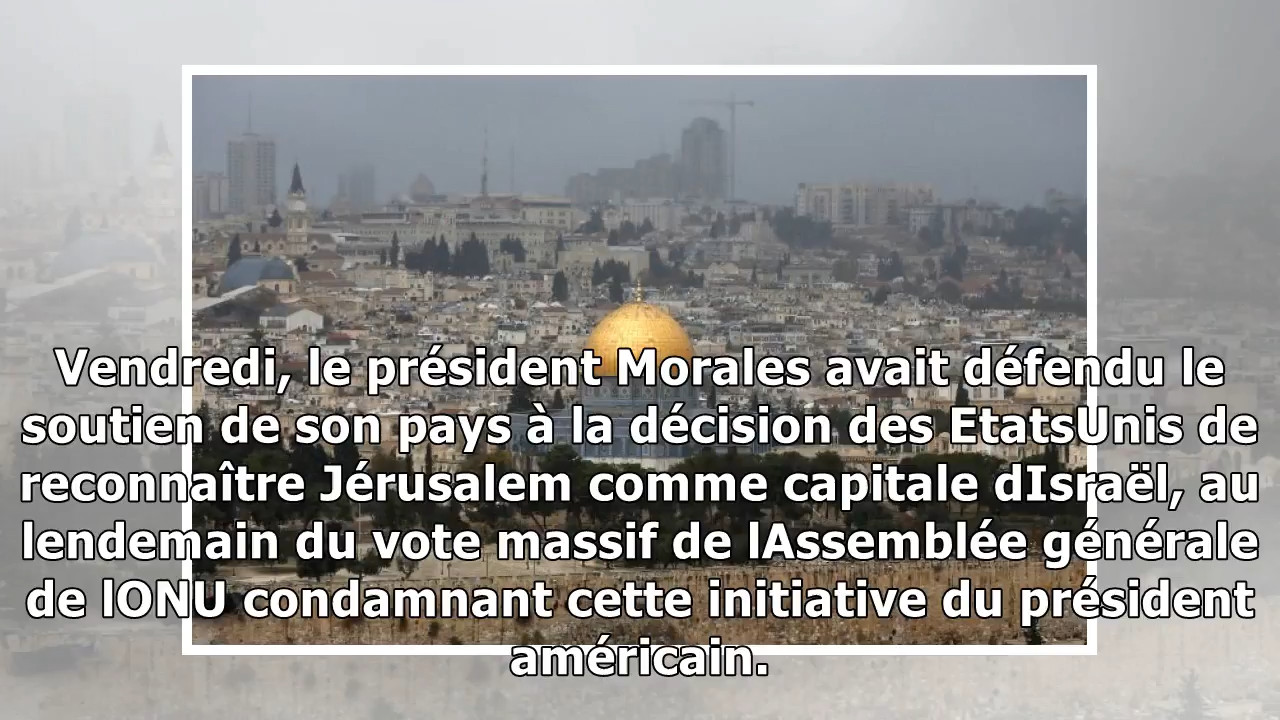 Vendredi, le président Morales avait défendu le
soutien de son pays à la décision des EtatsUnis de
reconnaître Jérusalem comme capitale dIsraël, au
lendemain du vote massif de lAssemblée générale
de lONU condamnant cette initiative du président
américain.